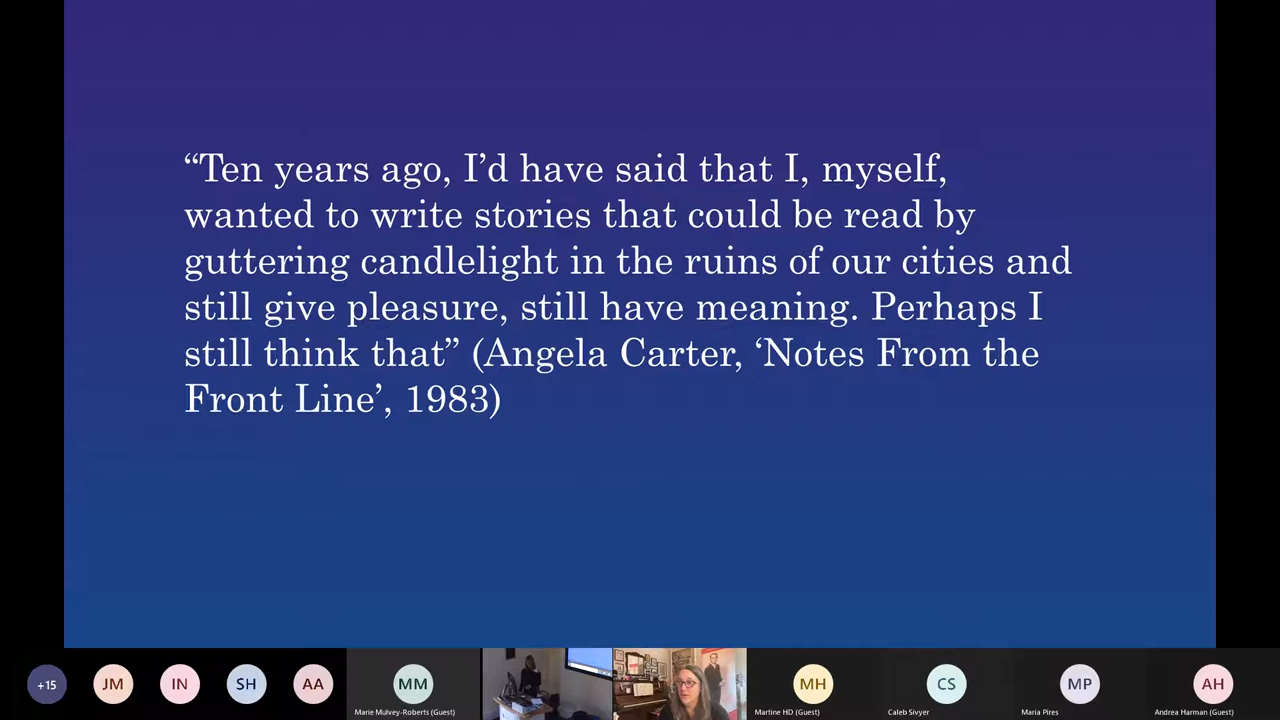 “Ten years ago, I’d have said that I, myself,
wanted to write stories that could be read by
guttering candlelight in the ruins of our cities and
still give pleasure, still have meaning. Perhaps I
still think that” (Angela Carter, ‘Notes From the
Front Line’, 1983)
+15
JM
IN
SH
AA
MM
MH
CS
MP
AH
Marie Mulvey-Roberts (Guest)
Martine HD (Guest)
Caleb Sivyer
Maria Pires
Andrea Harman (Guest)